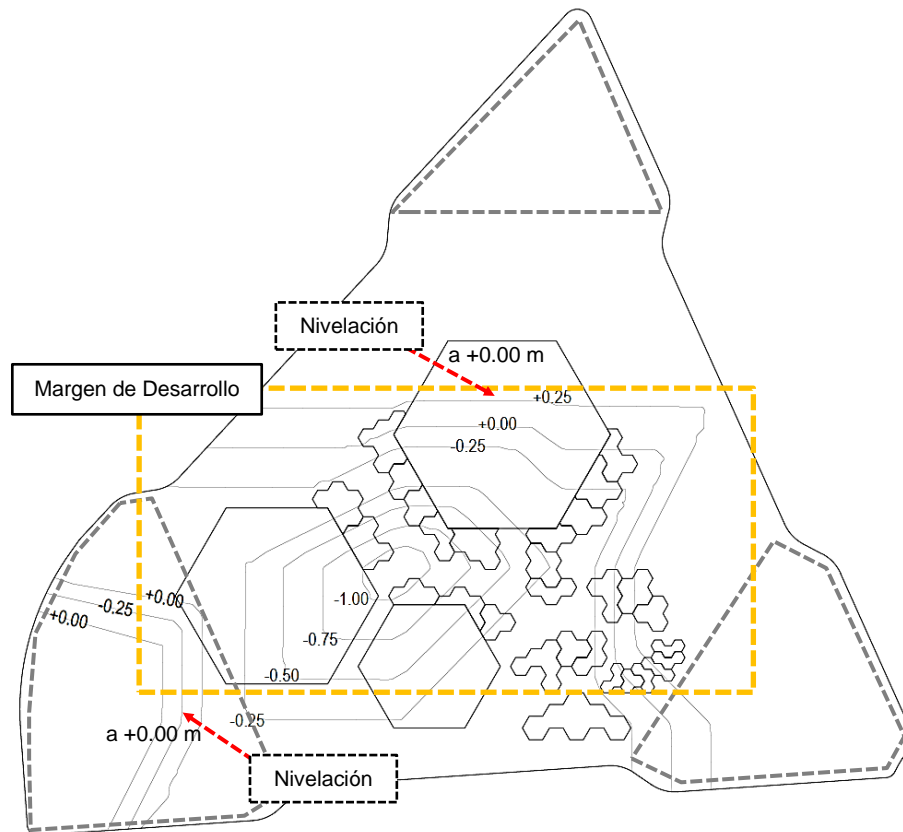 Nivelación
a +0.00 m
Margen de Desarrollo
+0.25
+0.00
-0.25
-1.00
+0.00
-0.25
+0.00
-0.75
-0.50
-0.25
a +0.00 m
Nivelación